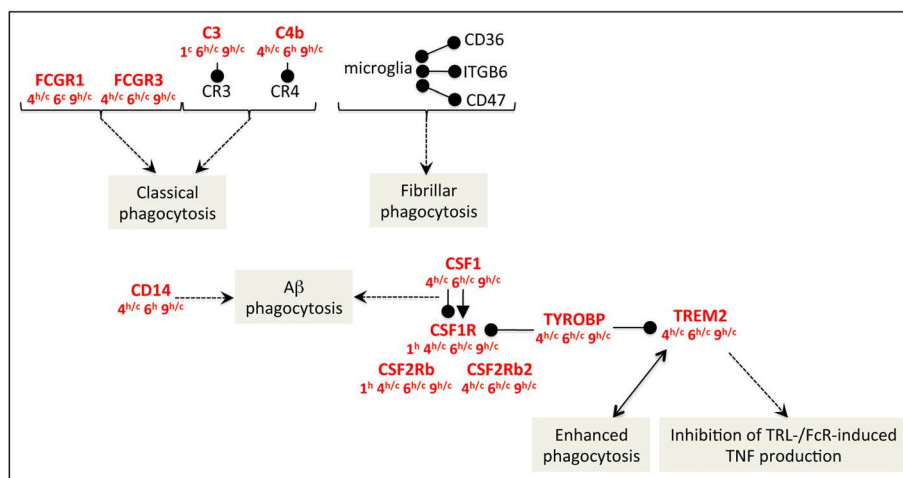 C3
1ᶜ 6ʰ/ᶜ 9ʰ/ᶜ
C4b
4ʰ/ᶜ 6ʰ 9ʰ/ᶜ
CD36
microglia
ITGB6
FCGR1
4ʰ/ᶜ 6ᶜ 9ʰ/ᶜ
FCGR3
4ʰ/ᶜ 6ʰ/ᶜ 9ʰ/ᶜ
CR3
CR4
CD47
Classical
phagocytosis
Fibrillar
phagocytosis
CD14
4ʰ/ᶜ 6ʰ 9ʰ/ᶜ
Aβ
phagocytosis
CSF1
4ʰ/ᶜ 6ʰ/ᶜ 9ʰ/ᶜ
CSF1R
1ʰ 4ʰ/ᶜ 6ʰ/ᶜ 9ʰ/ᶜ
TYROBP
4ʰ/ᶜ 6ʰ/ᶜ 9ʰ/ᶜ
TREM2
4ʰ/ᶜ 6ʰ/ᶜ 9ʰ/ᶜ
CSF2Rb
1ʰ 4ʰ/ᶜ 6ʰ/ᶜ 9ʰ/ᶜ
CSF2Rb2
4ʰ/ᶜ 6ʰ/ᶜ 9ʰ/ᶜ
Enhanced
phagocytosis
Inhibition of TRL-/FcR-induced
TNF production